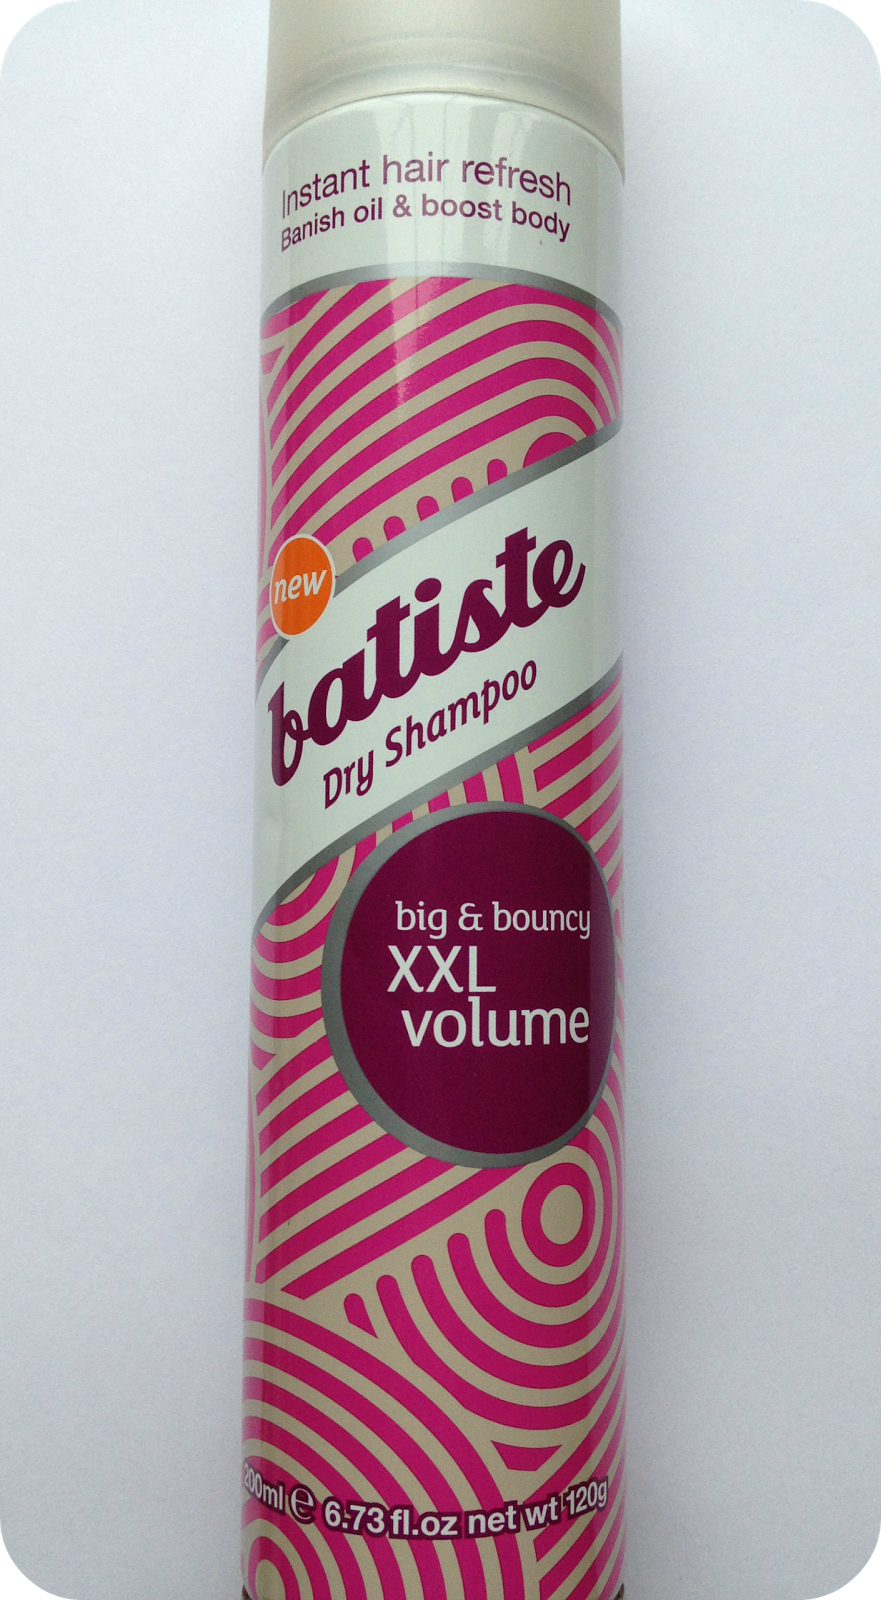 Instant hair refresh
Banish oil & boost body
new
batiste
Dry Shampoo
big & bouncy
XXL
volume
200ml e 6.73 fl.oz net wt 120g